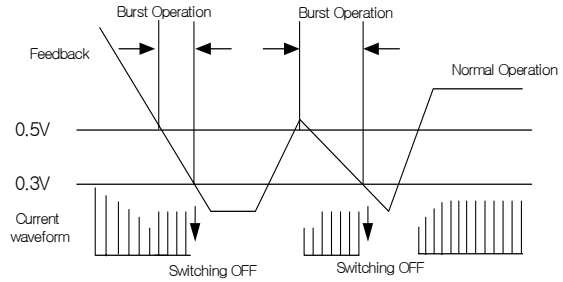 Burst Operation
Burst Operation
Feedback
Normal Operation
0.5V
0.3V
Current
waveform
Switching OFF
Switching OFF